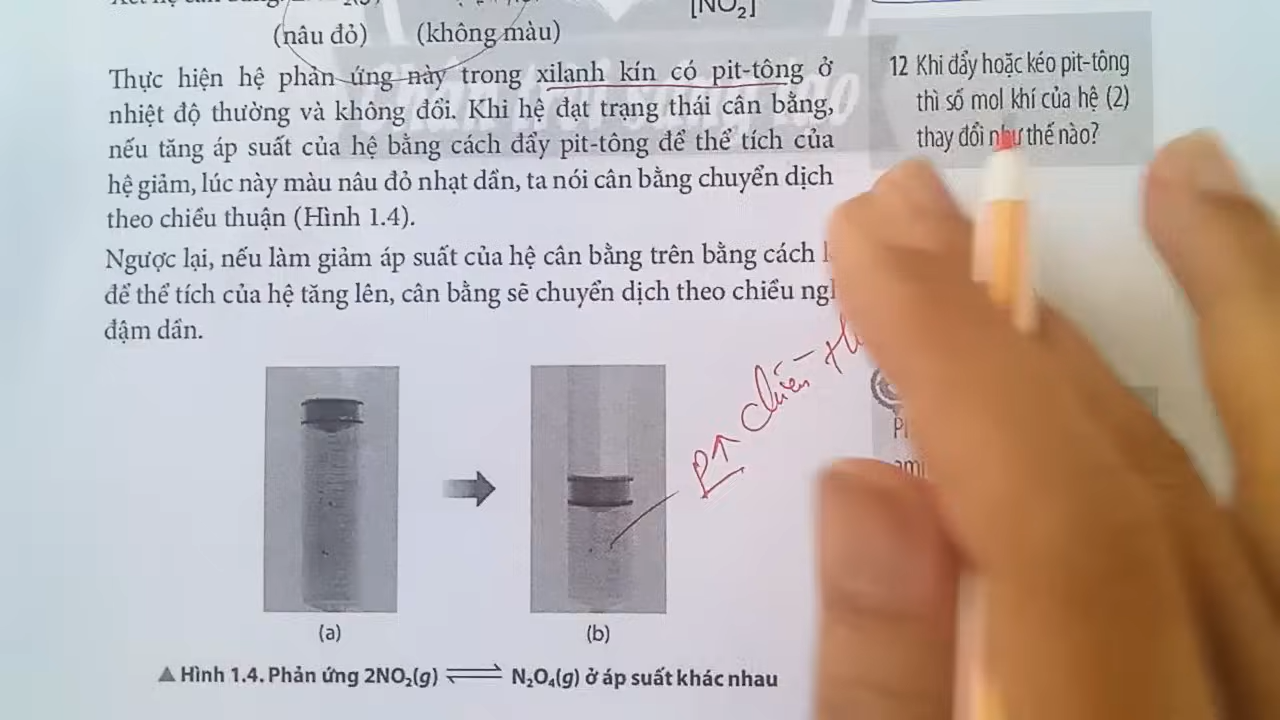 [NO₂]
(nâu đỏ) (không màu)
Thực hiện hệ phản ứng này trong xilanh kín có pit-tông ở
nhiệt độ thường và không đổi. Khi hệ đạt trạng thái cân bằng,
nếu tăng áp suất của hệ bằng cách đẩy pit-tông để thể tích của
hệ giảm, lúc này màu nâu đỏ nhạt dần, ta nói cân bằng chuyển dịch
theo chiều thuận (Hình 1.4).
Ngược lại, nếu làm giảm áp suất của hệ cân bằng trên bằng cách
để thể tích của hệ tăng lên, cân bằng sẽ chuyển dịch theo chiều
đậm dần.
P↑ chiều
(a) (b)
▲ Hình 1.4. Phản ứng 2NO₂(g) ⇌ N₂O₄(g) ở áp suất khác nhau
12 Khi đẩy hoặc kéo pit-tông
thì số mol khí của hệ (2)
thay đổi như thế nào?